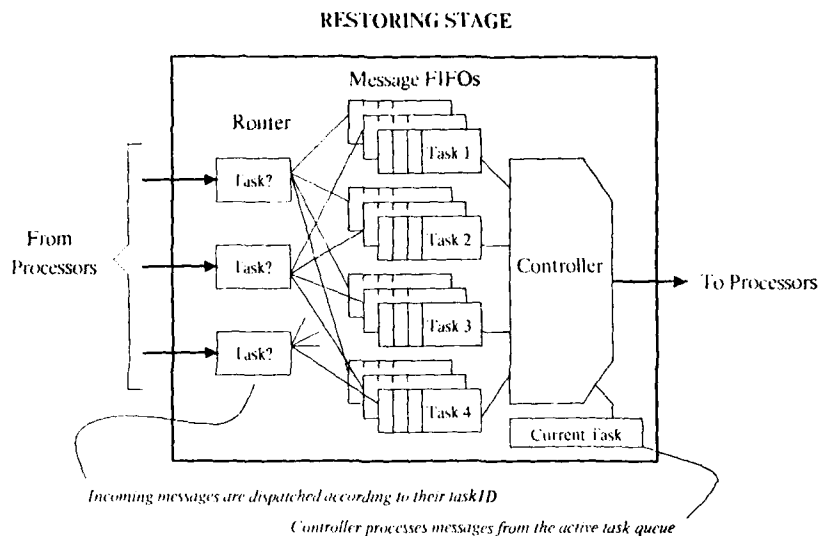 RESTORING STAGE
Message FIFOs
Router
Task?
Task?
Task?
Task 1
Task 2
Task 3
Task 4
From
Processors
Controller
To Processors
Current Task
Incoming messages are dispatched according to their taskID
Controller processes messages from the active task queue